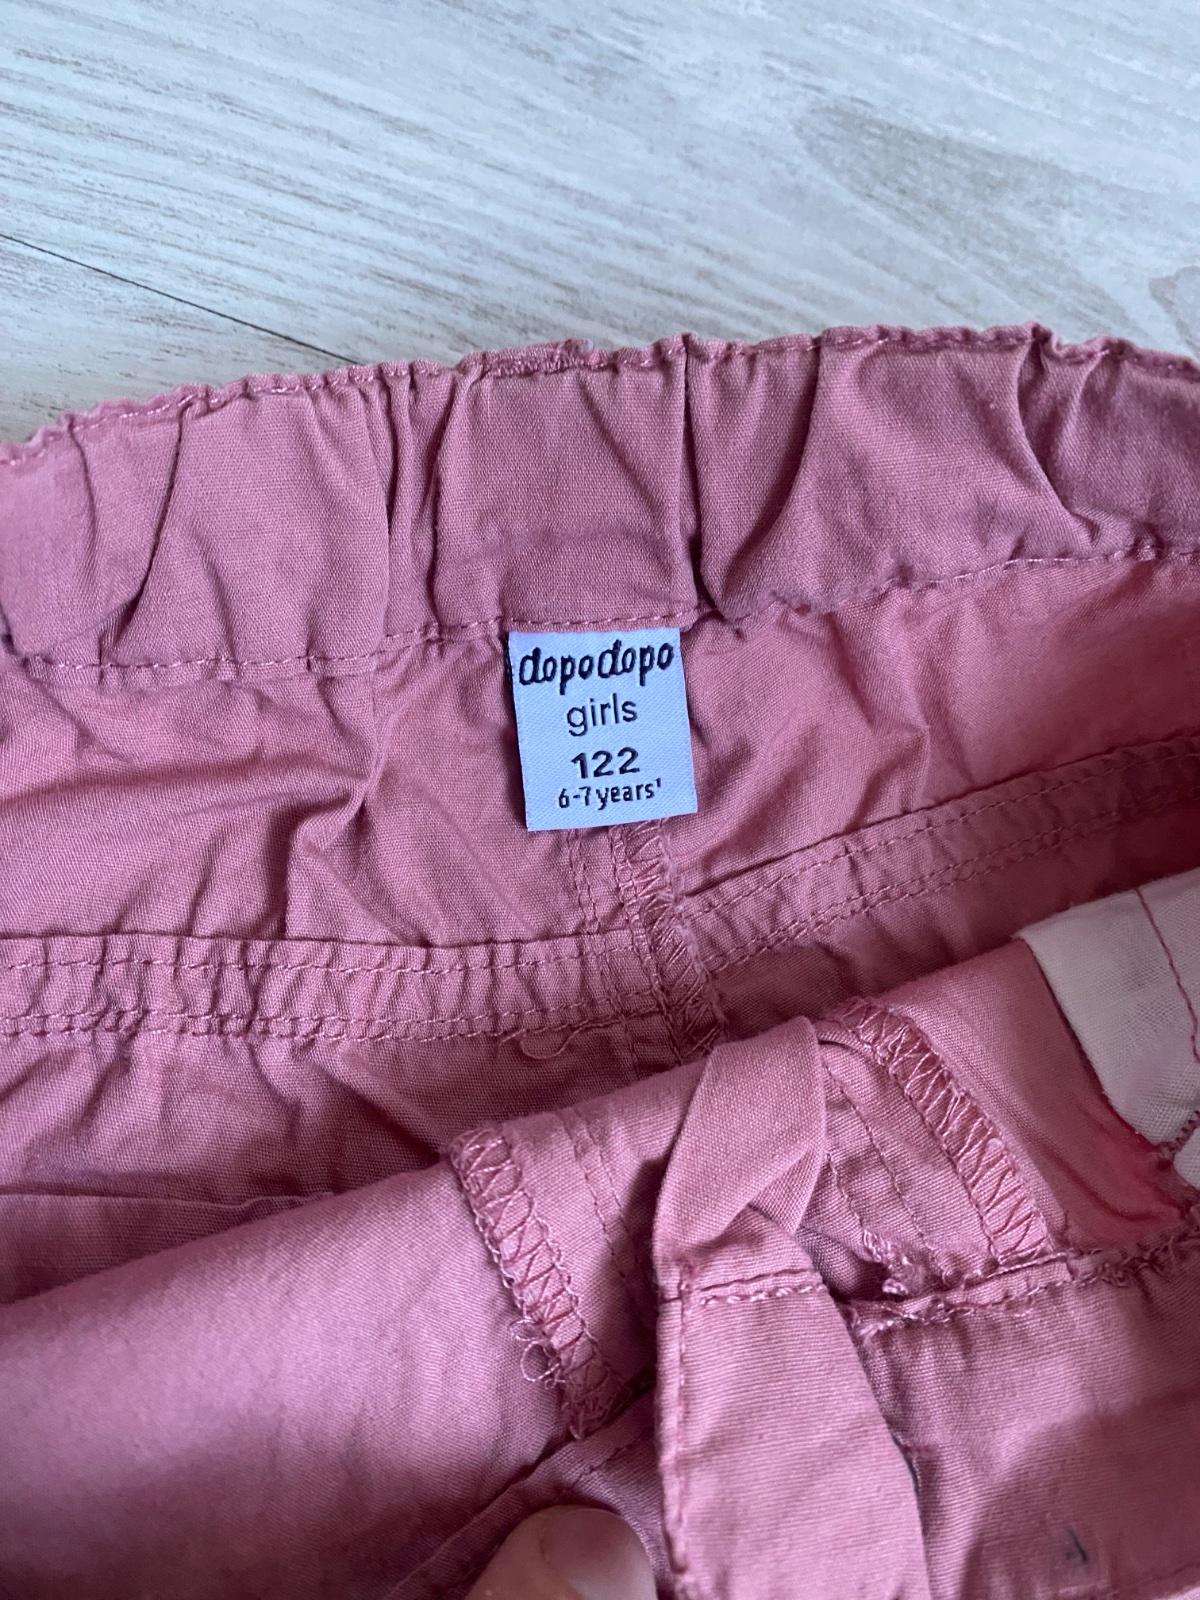 dopodopo
girls
122
6-7 years'